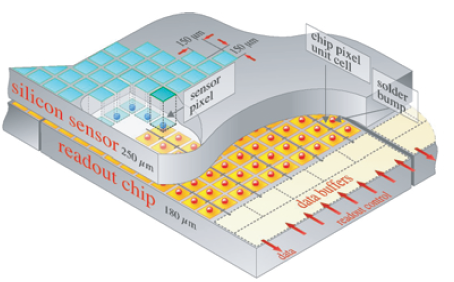 150 µm
150 µm
chip pixel
unit cell
sensor
pixel
solder
bump
silicon sensor
250 µm
readout chip
180 µm
data buffers
readout control
data